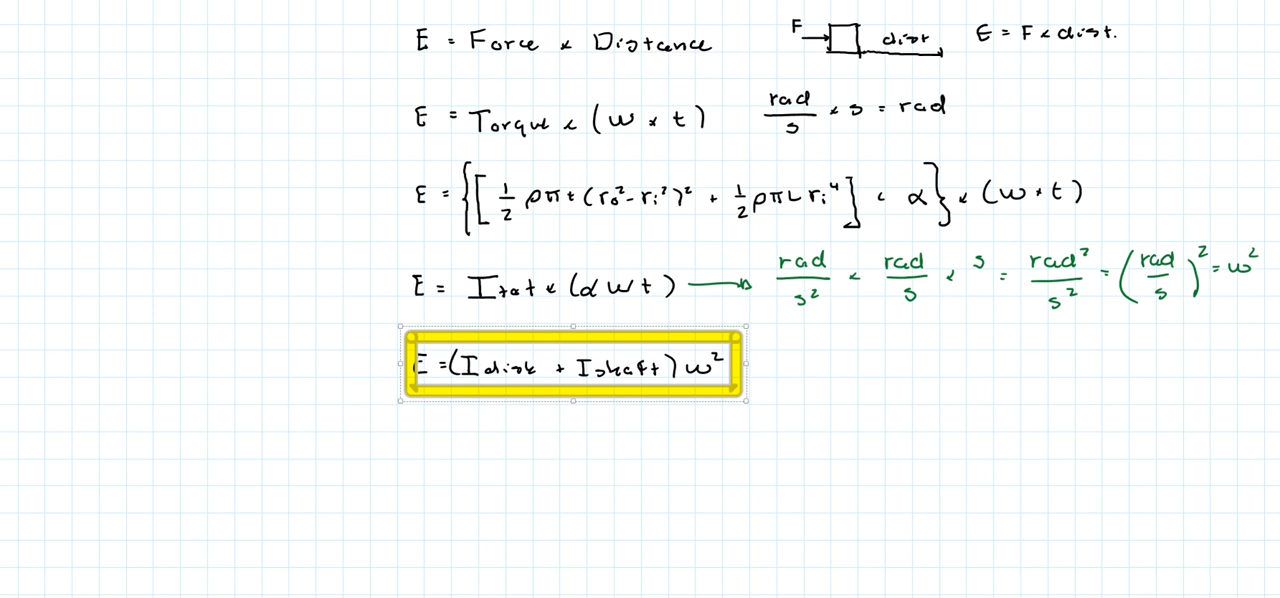 E = Force × Distance
F dist E = F × dist.
E = Torque × (ω × t) rad/s × s = rad
E = {[1/2 ρπt(ro²-ri²)² + 1/2 ρπL ri⁴] × α} × (ω × t)
E = Itot × (αωt) → rad/s² × rad/s × s = rad²/s² = (rad/s)² = ω²
E = (Idisk + Ishaft) ω²